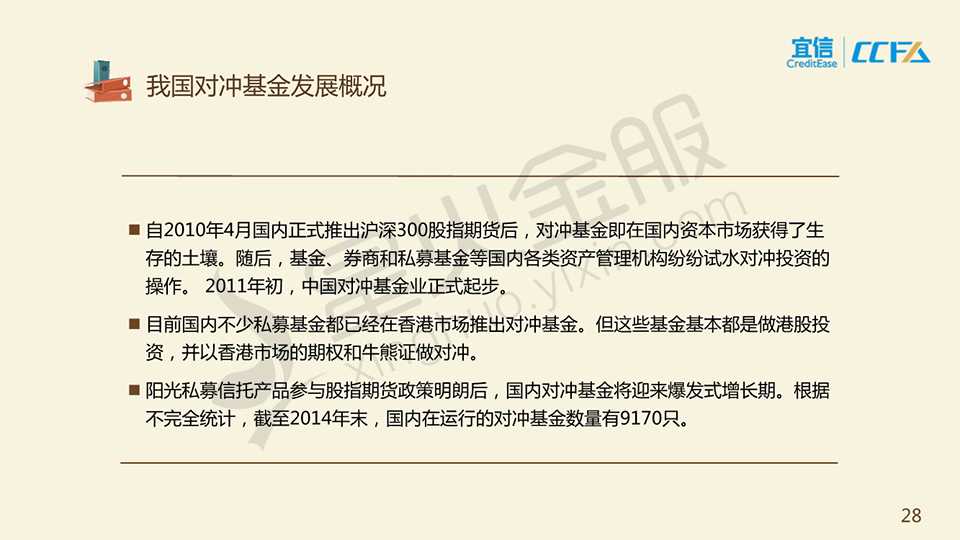 宜信
CreditEase
CCFA
我国对冲基金发展概况
■ 自2010年4月国内正式推出沪深300股指期货后，对冲基金即在国内资本市场获得了生
存的土壤。随后，基金、券商和私募基金等国内各类资产管理机构纷纷试水对冲投资的
操作。 2011年初，中国对冲基金业正式起步。
■ 目前国内不少私募基金都已经在香港市场推出对冲基金。但这些基金基本都是做港股投
资，并以香港市场的期权和牛熊证做对冲。
■ 阳光私募信托产品参与股指期货政策明朗后，国内对冲基金将迎来爆发式增长期。根据
不完全统计，截至2014年末，国内在运行的对冲基金数量有9170只。
星火金服
xinghuo.yixin.com
28